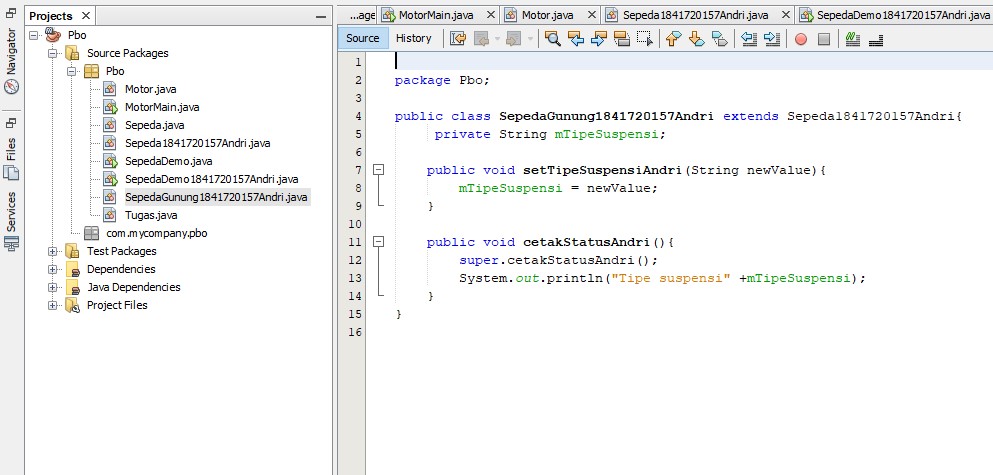 Projects
Navigator
Files
Services
Pbo
Source Packages
Pbo
Motor.java
MotorMain.java
Sepeda.java
Sepeda1841720157Andri.java
SepedaDemo.java
SepedaDemo1841720157Andri.java
SepedaGunung1841720157Andri.java
Tugas.java
com.mycompany.pbo
Test Packages
Dependencies
Java Dependencies
Project Files
...age MotorMain.java Motor.java Sepeda1841720157Andri.java SepedaDemo1841720157Andri.java
Source History
1
2 package Pbo;
3
4 public class SepedaGunung1841720157Andri extends Sepeda1841720157Andri{
5 private String mTipeSuspensi;
6
7 public void setTipeSuspensiAndri(String newValue){
8 mTipeSuspensi = newValue;
9 }
10
11 public void cetakStatusAndri(){
12 super.cetakStatusAndri();
13 System.out.println("Tipe suspensi" +mTipeSuspensi);
14 }
15 }
16